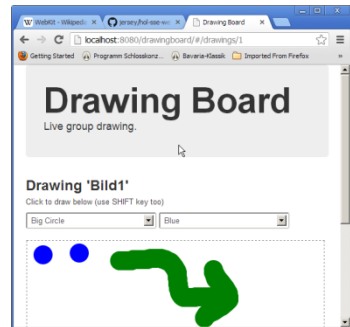 WebKit - Wikipedi
jersey/hol-sse-we
Drawing Board
localhost:8080/drawingboard/#/drawings/1
Getting Started
Programm Schlosskonz...
Bavaria-Klassik
Imported From Firefox
»
Drawing Board
Live group drawing.
Drawing 'Bild1'
Click to draw below (use SHIFT key too)
Big Circle
Blue